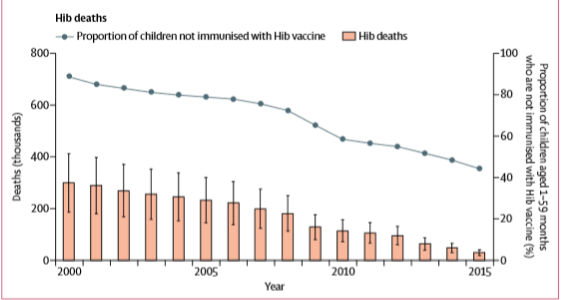 Hib deaths
Proportion of children not immunised with Hib vaccine
Hib deaths
800
600
400
200
0
Deaths (thousands)
100
80
60
40
20
0
Proportion of children aged 1–59 months
who are not immunised with Hib vaccine (%)
2000
2005
2010
2015
Year